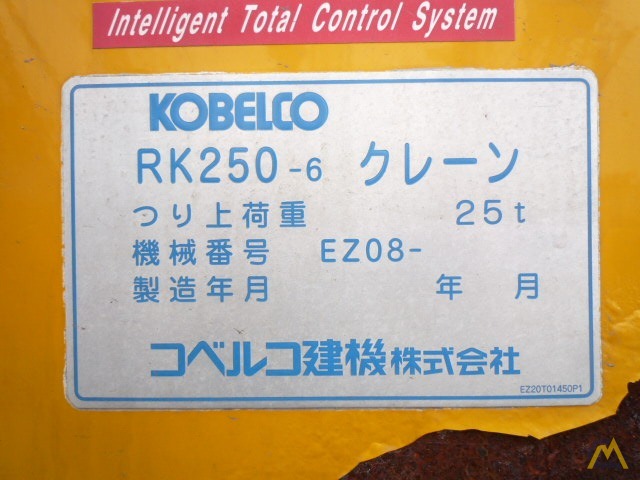 Intelligent Total Control System
KOBELCO
RK250-6 クレーン
つり上荷重 25t
機械番号 EZ08-
製造年月 年 月
コベルコ建機株式会社
EZ20T01450P1